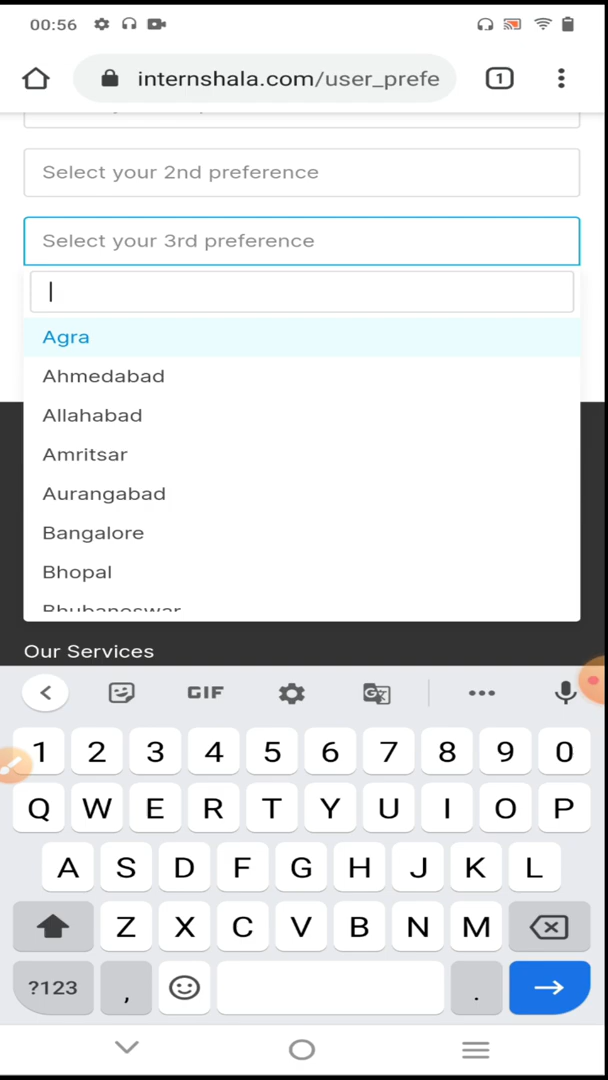 00:56
internshala.com/user_prefe
1
Select your 2nd preference
Select your 3rd preference
Agra
Ahmedabad
Allahabad
Amritsar
Aurangabad
Bangalore
Bhopal
Bhubaneswar
Our Services
GIF
1 2 3 4 5 6 7 8 9 0
Q W E R T Y U I O P
A S D F G H J K L
Z X C V B N M
?123 , .